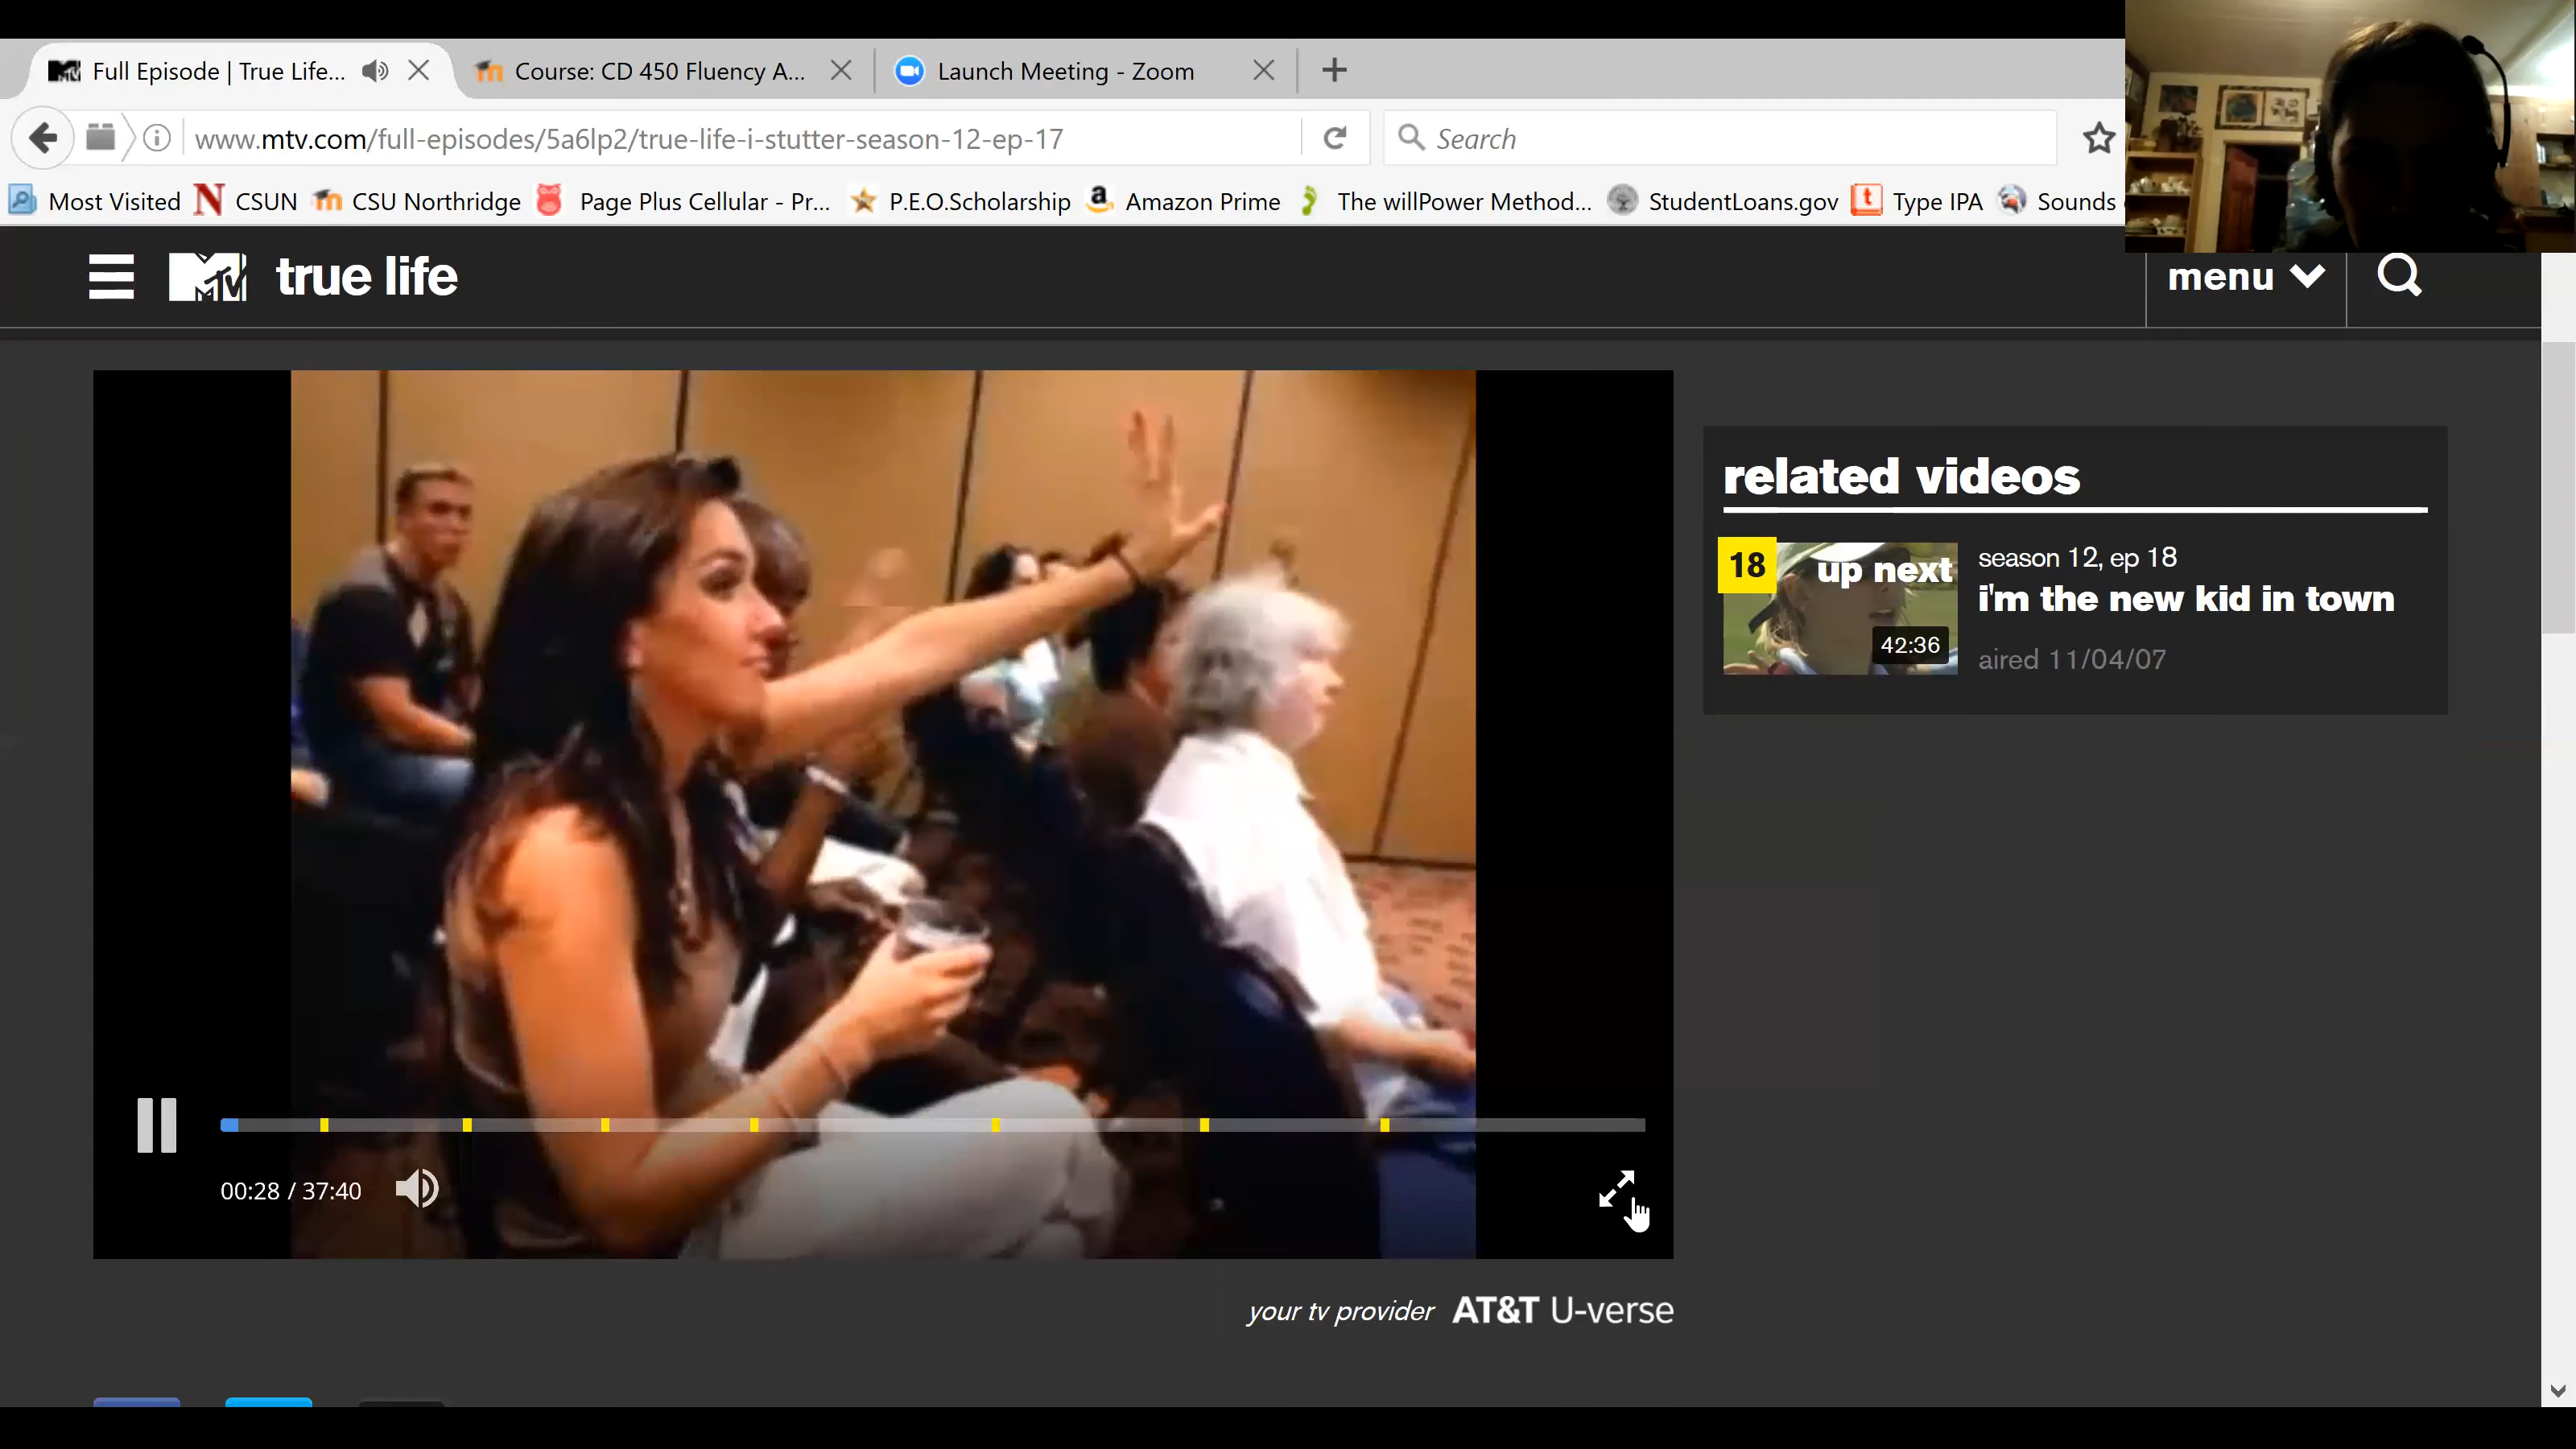 Full Episode | True Life...
Course: CD 450 Fluency A...
Launch Meeting - Zoom
www.mtv.com/full-episodes/5a6lp2/true-life-i-stutter-season-12-ep-17
Search
Most Visited
N
CSUN
CSU Northridge
Page Plus Cellular - Pr...
P.E.O.Scholarship
a
Amazon Prime
The willPower Method...
StudentLoans.gov
t
Type IPA
Sounds
MTV
true life
menu
related videos
18
up next
42:36
season 12, ep 18
i'm the new kid in town
aired 11/04/07
00:28 / 37:40
your tv provider AT&T U-verse